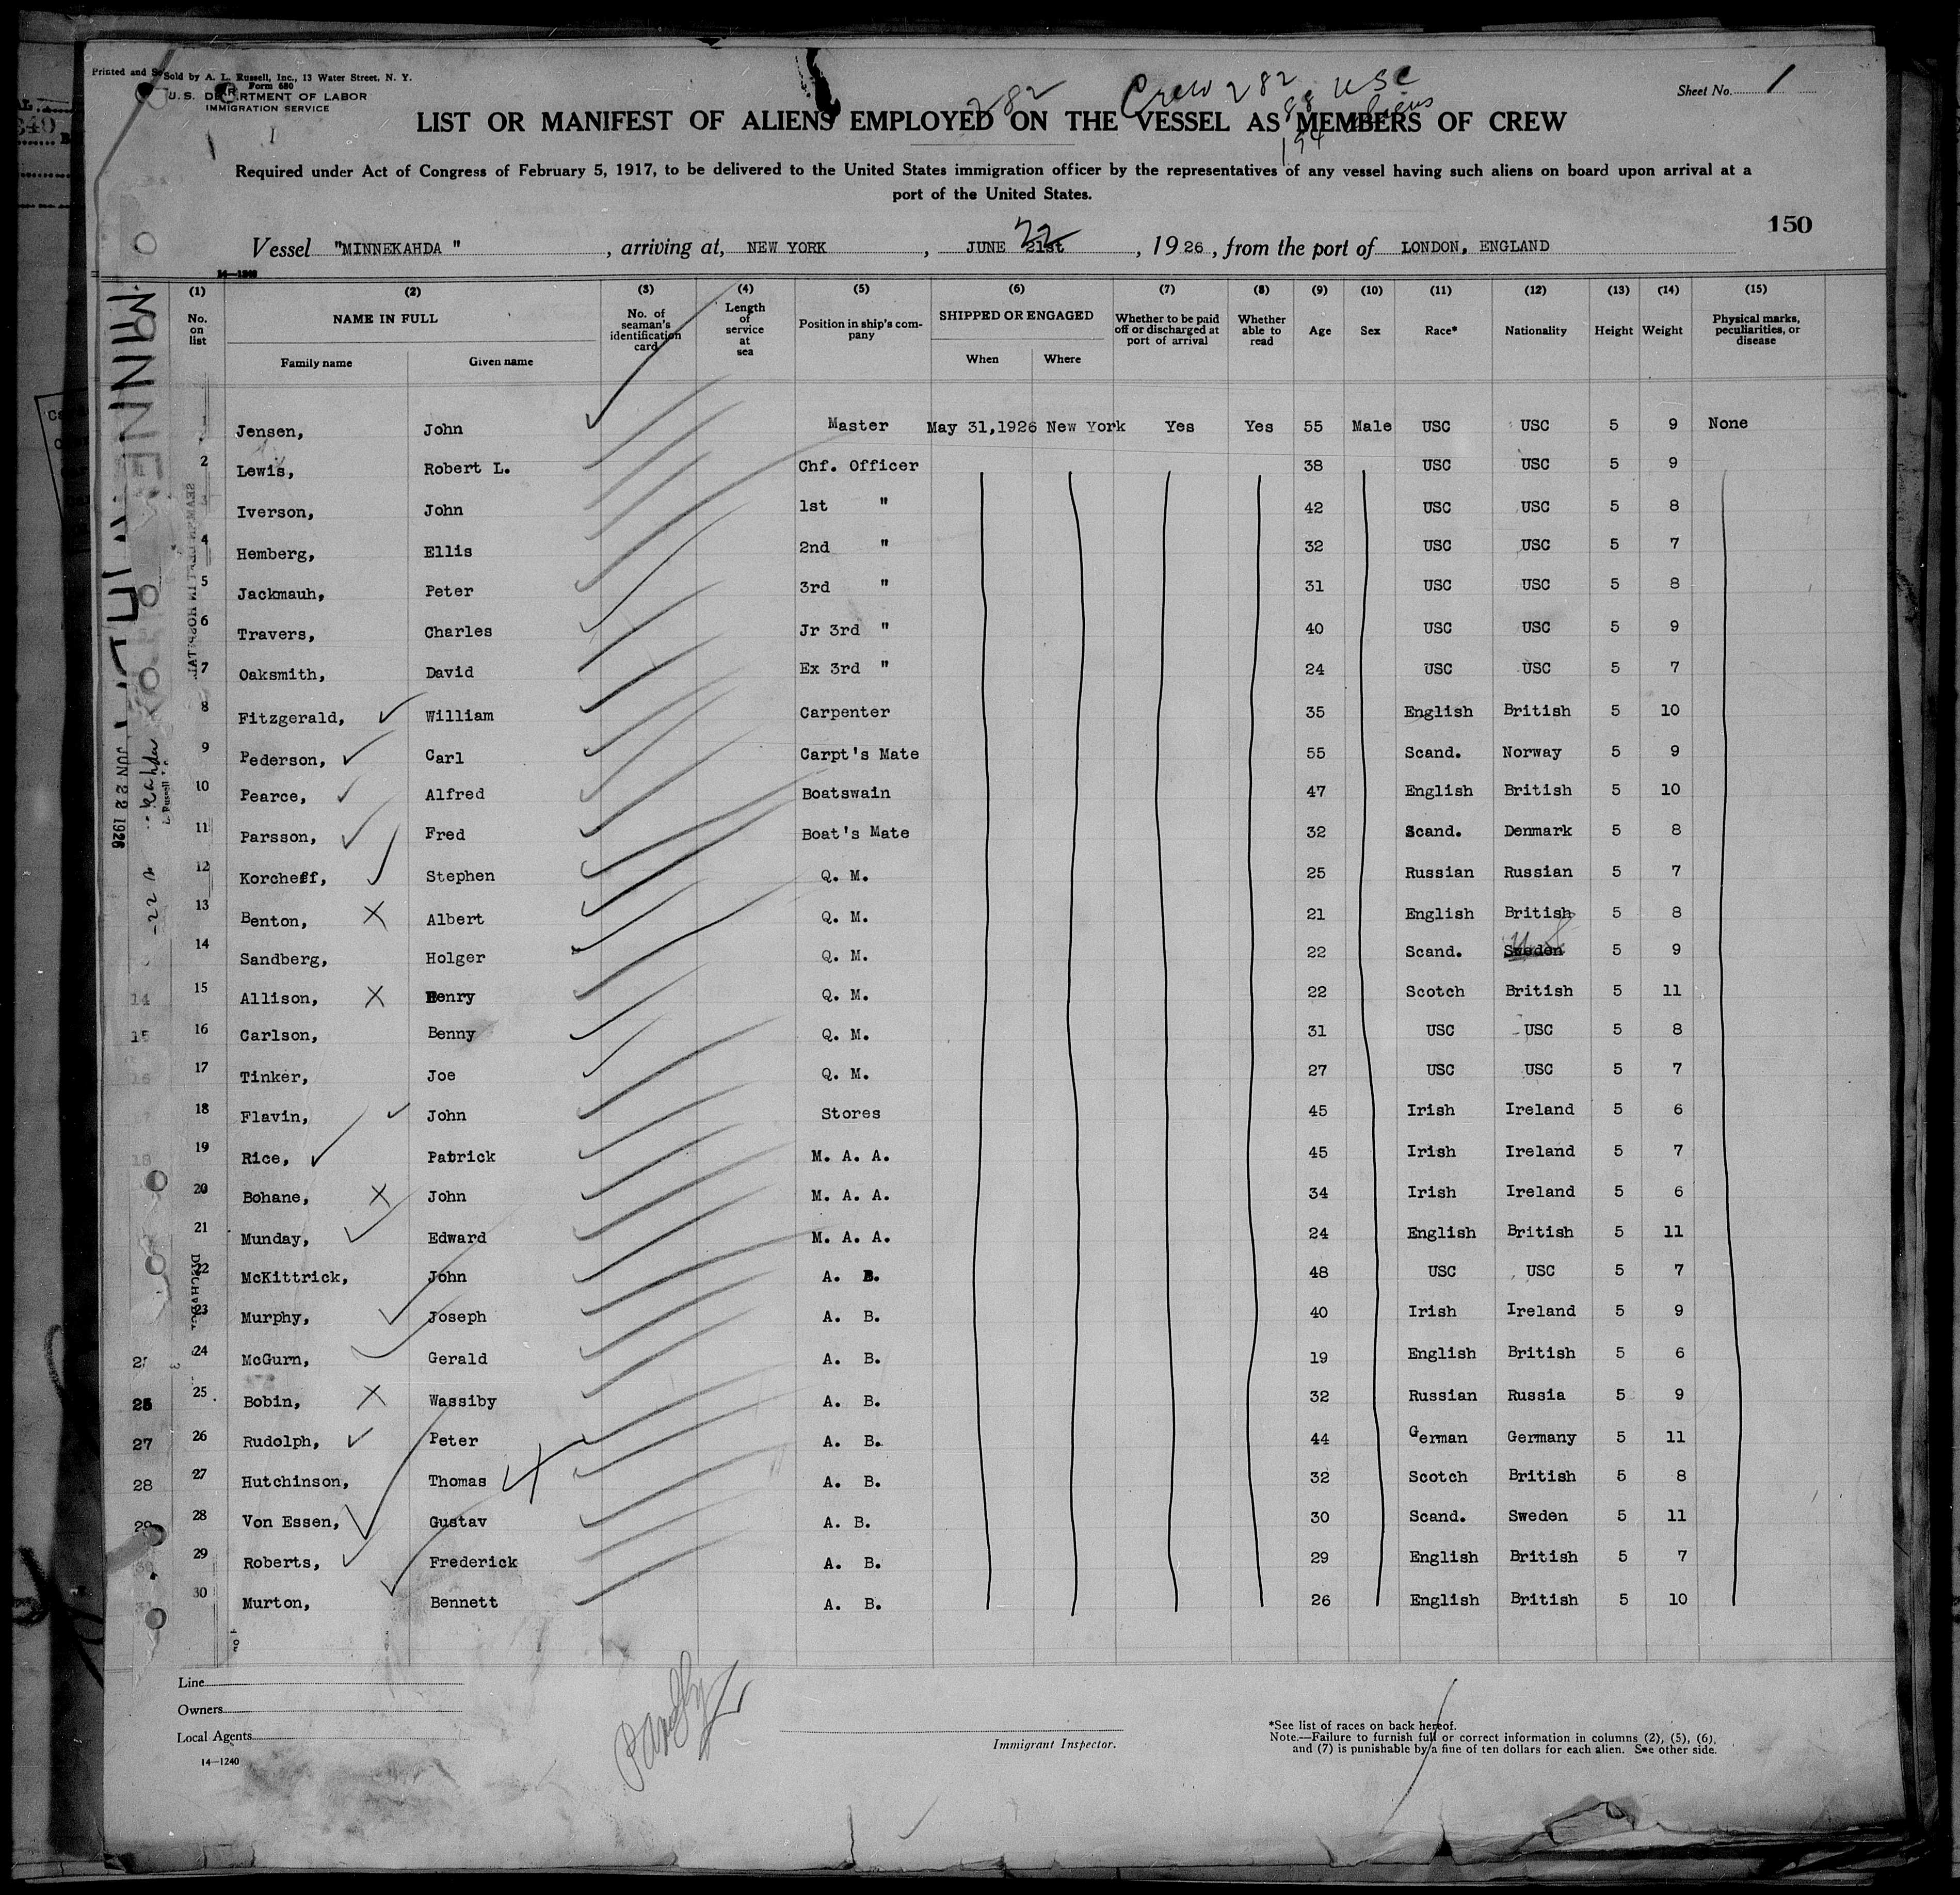 Printed and Sold by A. L. Russell, Inc., 13 Water Street, N. Y.
Form 680
U. S. DEPARTMENT OF LABOR
IMMIGRATION SERVICE
282
Crew 282
88 USC
194 aliens
Sheet No. 1
LIST OR MANIFEST OF ALIENS EMPLOYED ON THE VESSEL AS MEMBERS OF CREW
Required under Act of Congress of February 5, 1917, to be delivered to the United States immigration officer by the representatives of any vessel having such aliens on board upon arrival at a
port of the United States.
150
Vessel "MINNEKAHDA ", arriving at, NEW YORK, JUNE 21st 22, 1926, from the port of LONDON, ENGLAND
14—1240
(1) (2) (3) (4) (5) (6) (7) (8) (9) (10) (11) (12) (13) (14) (15)
No. on list NAME IN FULL Family name Given name No. of seaman's identification card Length of service at sea Position in ship's company SHIPPED OR ENGAGED When Where Whether to be paid off or discharged at port of arrival Whether able to read Age Sex Race* Nationality Height Weight Physical marks, peculiarities, or disease
1 Jensen, John Master May 31,1926 New York Yes Yes 55 Male USC USC 5 9 None
2 Lewis, Robert L. Chf. Officer 38 USC USC 5 9
3 Iverson, John 1st " 42 USC USC 5 8
4 Hemberg, Ellis 2nd " 32 USC USC 5 7
5 Jackmauh, Peter 3rd " 31 USC USC 5 8
6 Travers, Charles Jr 3rd " 40 USC USC 5 9
7 Oaksmith, David Ex 3rd " 24 USC USC 5 7
8 Fitzgerald, William Carpenter 35 English British 5 10
9 Pederson, Carl Carpt's Mate 55 Scand. Norway 5 9
10 Pearce, Alfred Boatswain 47 English British 5 10
11 Parsson, Fred Boat's Mate 32 Scand. Denmark 5 8
12 Korcheff, Stephen Q. M. 25 Russian Russian 5 7
13 Benton, X Albert Q. M. 21 English British 5 8
14 Sandberg, Holger Q. M. 22 Scand. Sweden 5 9
15 Allison, X Henry Q. M. 22 Scotch British 5 11
16 Carlson, Benny Q. M. 31 USC USC 5 8
17 Tinker, Joe Q. M. 27 USC USC 5 7
18 Flavin, John Stores 45 Irish Ireland 5 6
19 Rice, Patrick M. A. A. 45 Irish Ireland 5 7
20 Bohane, X John M. A. A. 34 Irish Ireland 5 6
21 Munday, Edward M. A. A. 24 English British 5 11
22 McKittrick, John A. B. 48 USC USC 5 7
23 Murphy, Joseph A. B. 40 Irish Ireland 5 9
24 McGurn, Gerald A. B. 19 English British 5 6
25 Bobin, X Wassiby A. B. 32 Russian Russia 5 9
26 Rudolph, Peter A. B. 44 German Germany 5 11
27 Hutchinson, Thomas A. B. 32 Scotch British 5 8
28 Von Essen, Gustav A. B. 30 Scand. Sweden 5 11
29 Roberts, Frederick A. B. 29 English British 5 7
30 Murton, Bennett A. B. 26 English British 5 10
JUN 22 1926
Line
Owners
Local Agents
14—1240
Immigrant Inspector.
*See list of races on back hereof.
Note.—Failure to furnish full or correct information in columns (2), (5), (6),
and (7) is punishable by a fine of ten dollars for each alien. See other side.